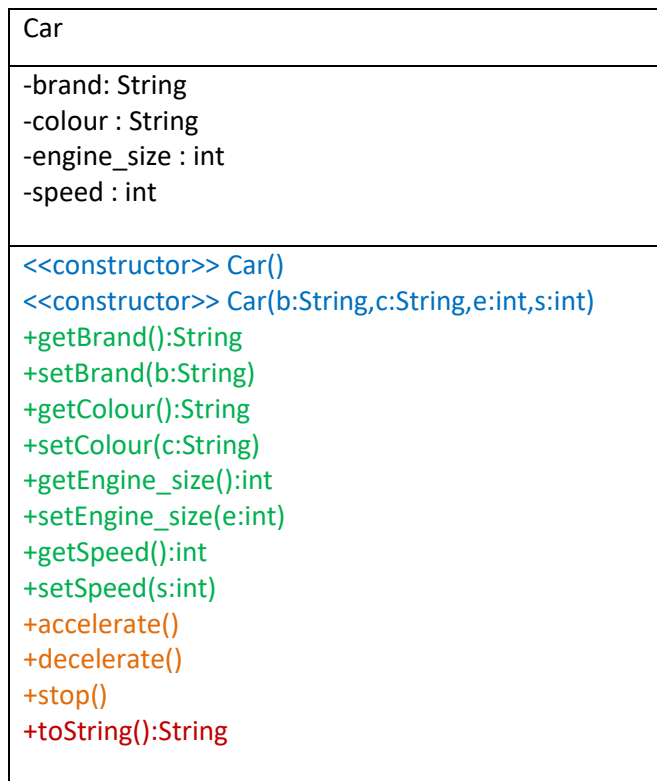 Car
-brand: String
-colour : String
-engine_size : int
-speed : int
<<constructor>> Car()
<<constructor>> Car(b:String,c:String,e:int,s:int)
+getBrand():String
+setBrand(b:String)
+getColour():String
+setColour(c:String)
+getEngine_size():int
+setEngine_size(e:int)
+getSpeed():int
+setSpeed(s:int)
+accelerate()
+decelerate()
+stop()
+toString():String